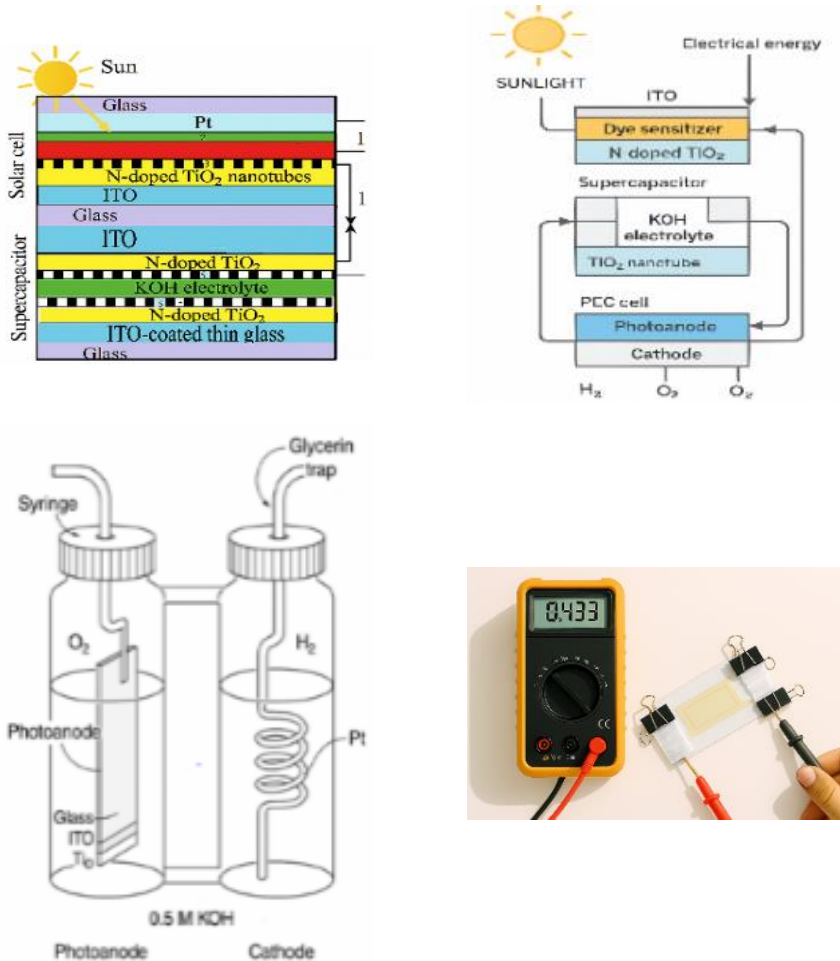 Sun
Glass
Pt
1
Solar cell
N-doped TiO₂ nanotubes
ITO
1
Glass
ITO
Supercapacitor
N-doped TiO₂
KOH electrolyte
N-doped TiO₂
ITO-coated thin glass
Glass
Electrical energy
SUNLIGHT
ITO
Dye sensitizer
N doped TiO₂
Supercapacitor
KOH
electrolyte
TIO₂ nanotube
PEC cell
Photoanode
Cathode
H₂ O₂ O₂
Glycerin
trap
Syringe
O₂
H₂
Photoanode
Pt
Glass
ITO
0.5 M KOH
Photoanode Cathode
0.433
CE